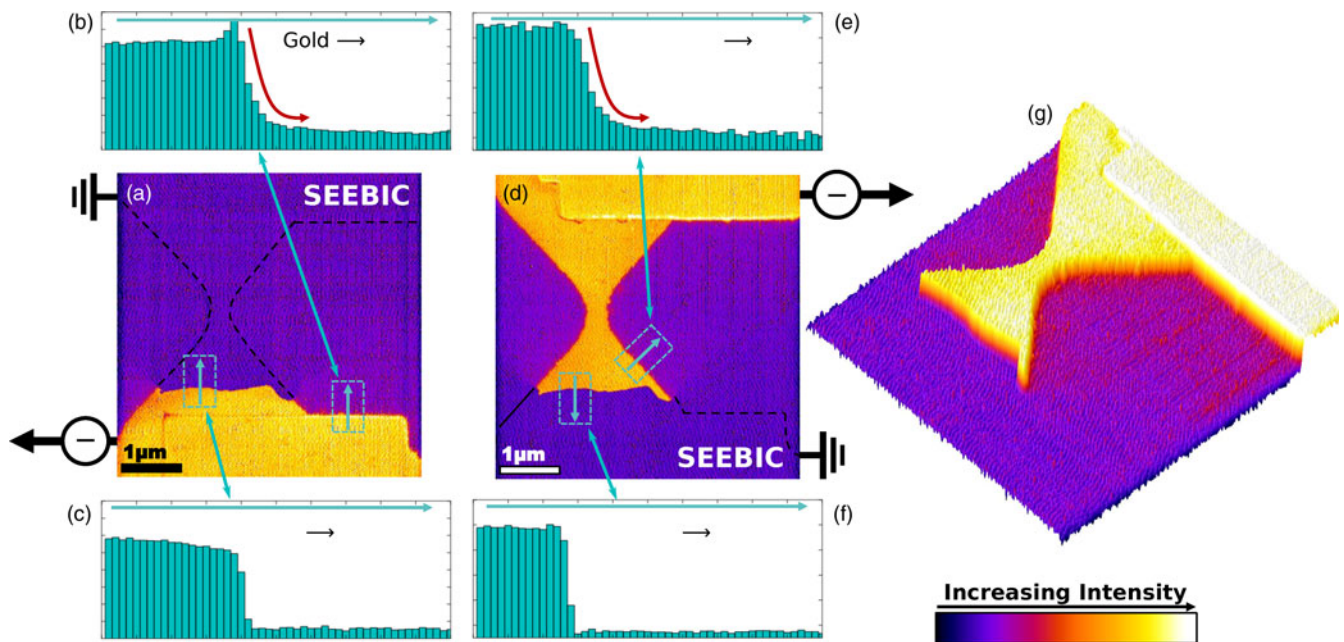 (b)
Gold →
(e)
→
(g)
(a)
SEEBIC
(d)
−
−
1μm
1μm
SEEBIC
(c)
→
(f)
→
Increasing Intensity